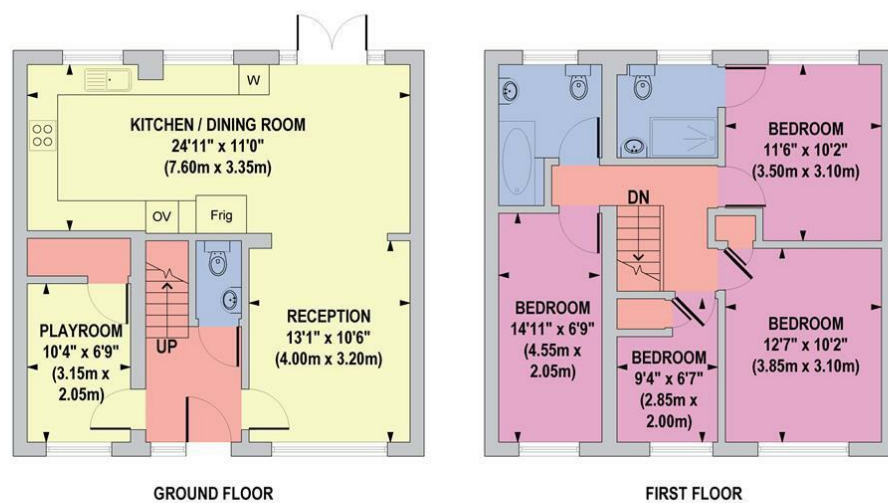 W
KITCHEN / DINING ROOM
24'11" x 11'0"
(7.60m x 3.35m)
OV
Frig
PLAYROOM
10'4" x 6'9"
(3.15m x
2.05m)
UP
RECEPTION
13'1" x 10'6"
(4.00m x 3.20m)
GROUND FLOOR
BEDROOM
11'6" x 10'2"
(3.50m x 3.10m)
DN
BEDROOM
14'11" x 6'9"
(4.55m x
2.05m)
BEDROOM
9'4" x 6'7"
(2.85m x
2.00m)
BEDROOM
12'7" x 10'2"
(3.85m x 3.10m)
FIRST FLOOR